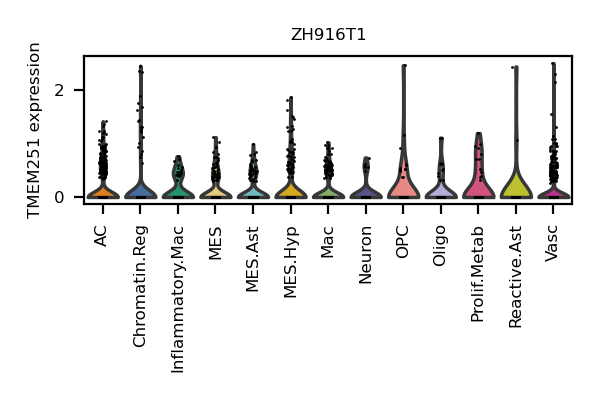 ZH916T1
TMEM251 expression
2
0
AC
Chromatin.Reg
Inflammatory.Mac
MES
MES.Ast
MES.Hyp
Mac
Neuron
OPC
Oligo
Prolif.Metab
Reactive.Ast
Vasc